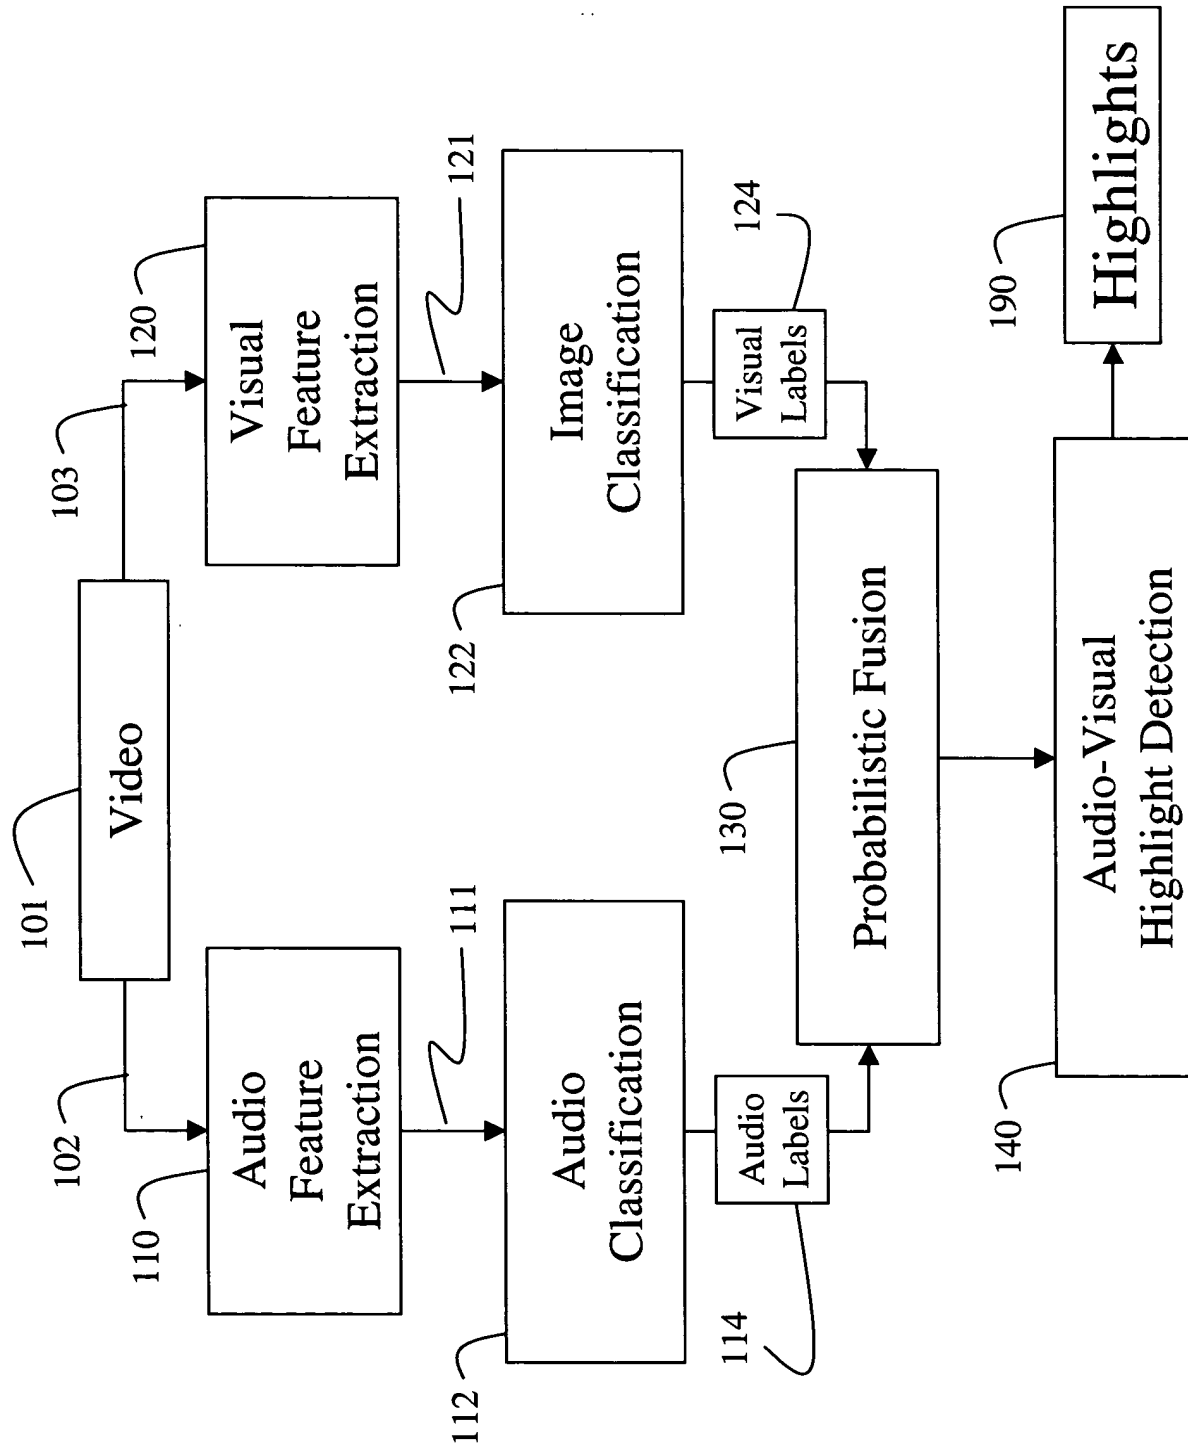 101
Video
102
103
110
Audio
Feature
Extraction
120
Visual
Feature
Extraction
111
121
112
Audio
Classification
122
Image
Classification
114
Audio
Labels
Visual
Labels
124
130
Probabilistic Fusion
140
Audio-Visual
Highlight Detection
190
Highlights